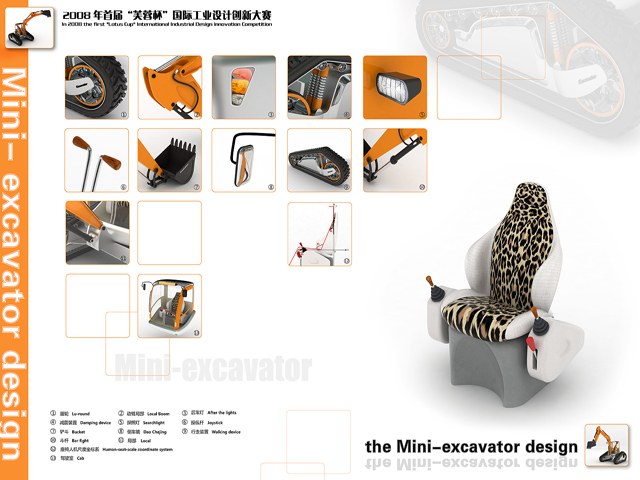 2008年首届“芙蓉杯”国际工业设计创新大赛
In 2008 the first "Lotus Cup" International Industrial Design Innovation Competition
Mini- excavator design
① ② ③ ④ ⑤
⑥ ⑦ ⑧ ⑨ ⑩
⑪ ⑫
⑬
Mini-excavator
① 齿轮 Lu-round ② 动臂局部 Local Boom ③ 后车灯 After the lights
④ 减震装置 Damping device ⑤ 探照灯 Searchlight ⑥ 操纵杆 Joystick
⑦ 铲斗 Bucket ⑧ 倒车镜 Dao Chejing ⑨ 行走装置 Walking device
⑩ 斗杆 Bar fight ⑪ 局部 Local
⑫ 座椅人机尺度坐标系 Human-seat-scale coordinate system
⑬ 驾驶室 Cab
the Mini-excavator design